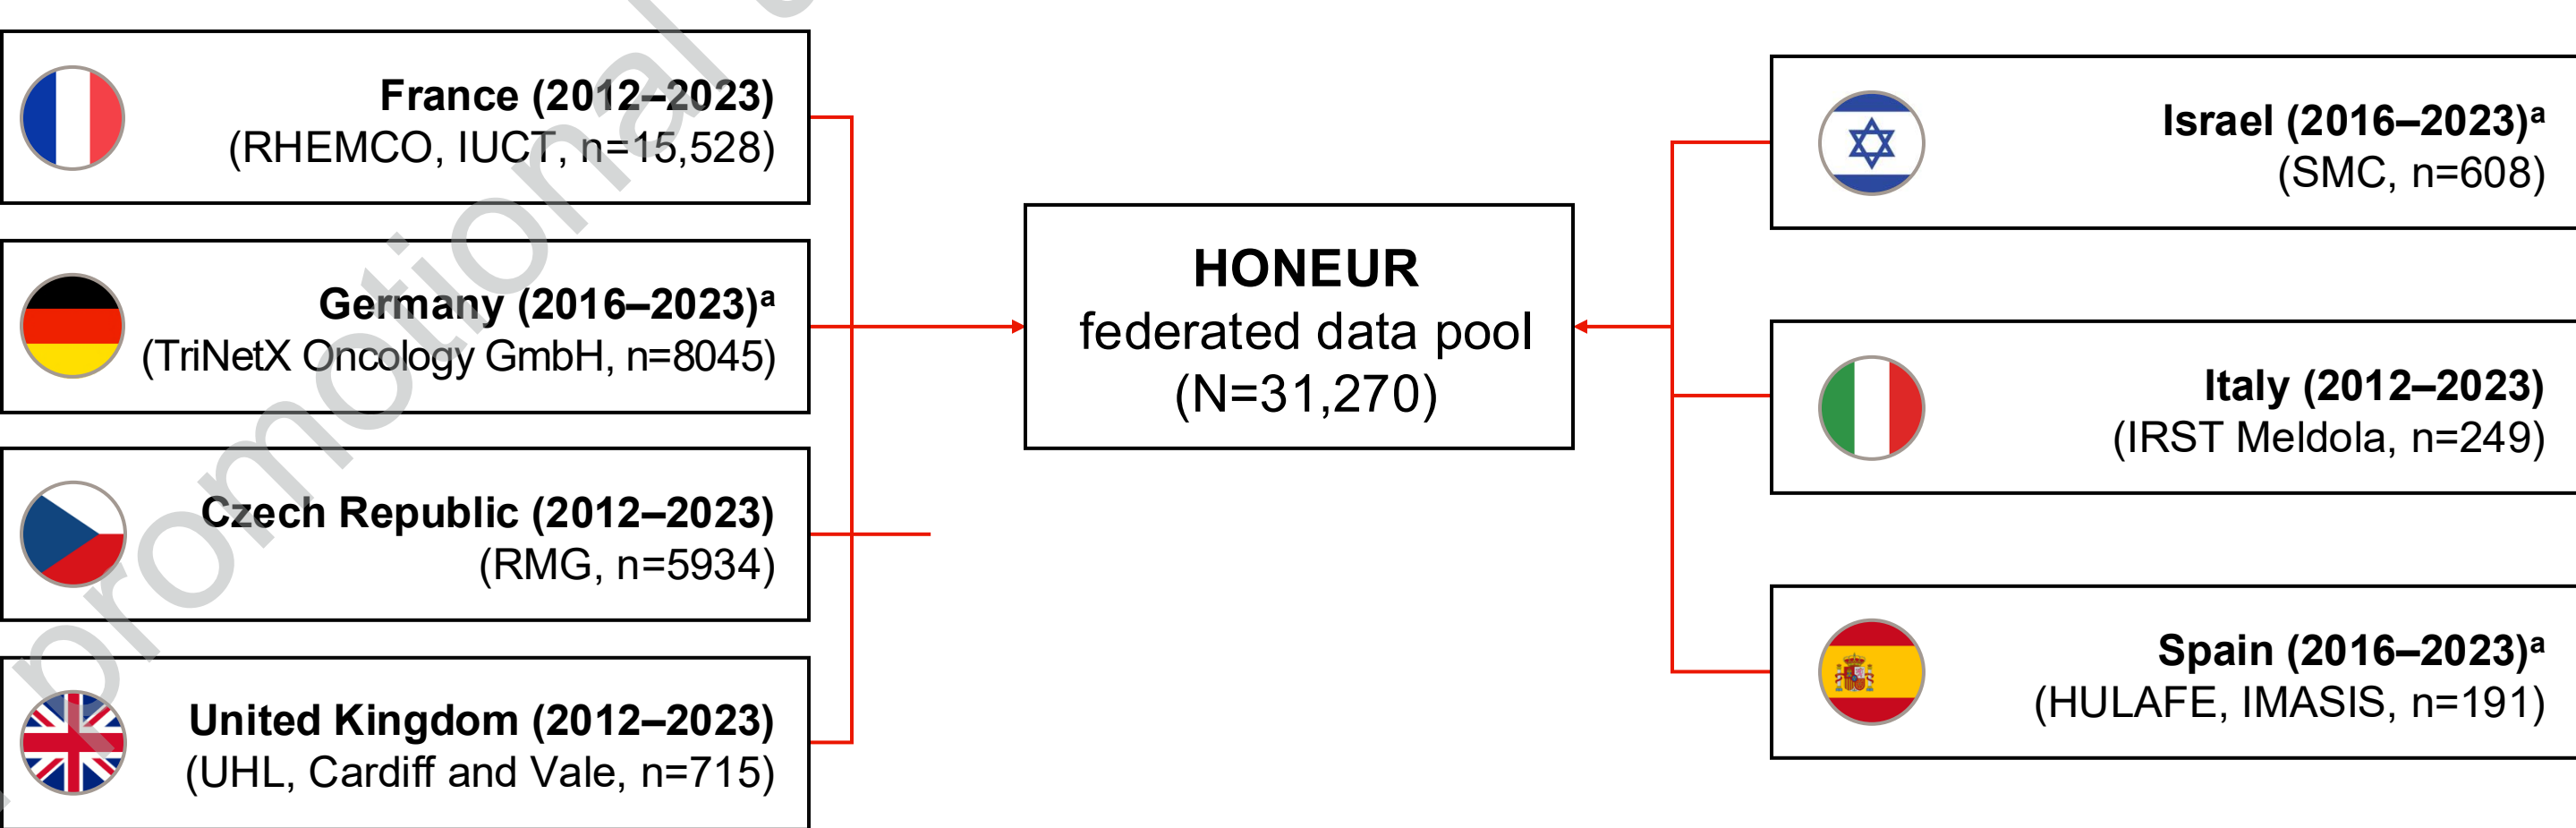 France (2012–2023)
(RHEMCO, IUCT, n=15,528)
Germany (2016–2023)ᵃ
(TriNetX Oncology GmbH, n=8045)
Czech Republic (2012–2023)
(RMG, n=5934)
United Kingdom (2012–2023)
(UHL, Cardiff and Vale, n=715)
HONEUR
federated data pool
(N=31,270)
Israel (2016–2023)ᵃ
(SMC, n=608)
Italy (2012–2023)
(IRST Meldola, n=249)
Spain (2016–2023)ᵃ
(HULAFE, IMASIS, n=191)
promotional